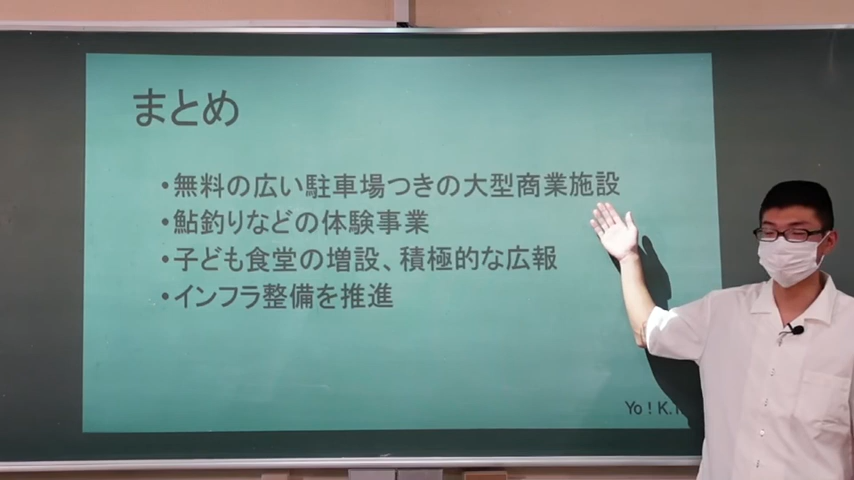 まとめ
・無料の広い駐車場つきの大型商業施設
・鮎釣りなどの体験事業
・子ども食堂の増設、積極的な広報
・インフラ整備を推進
Yo！K.